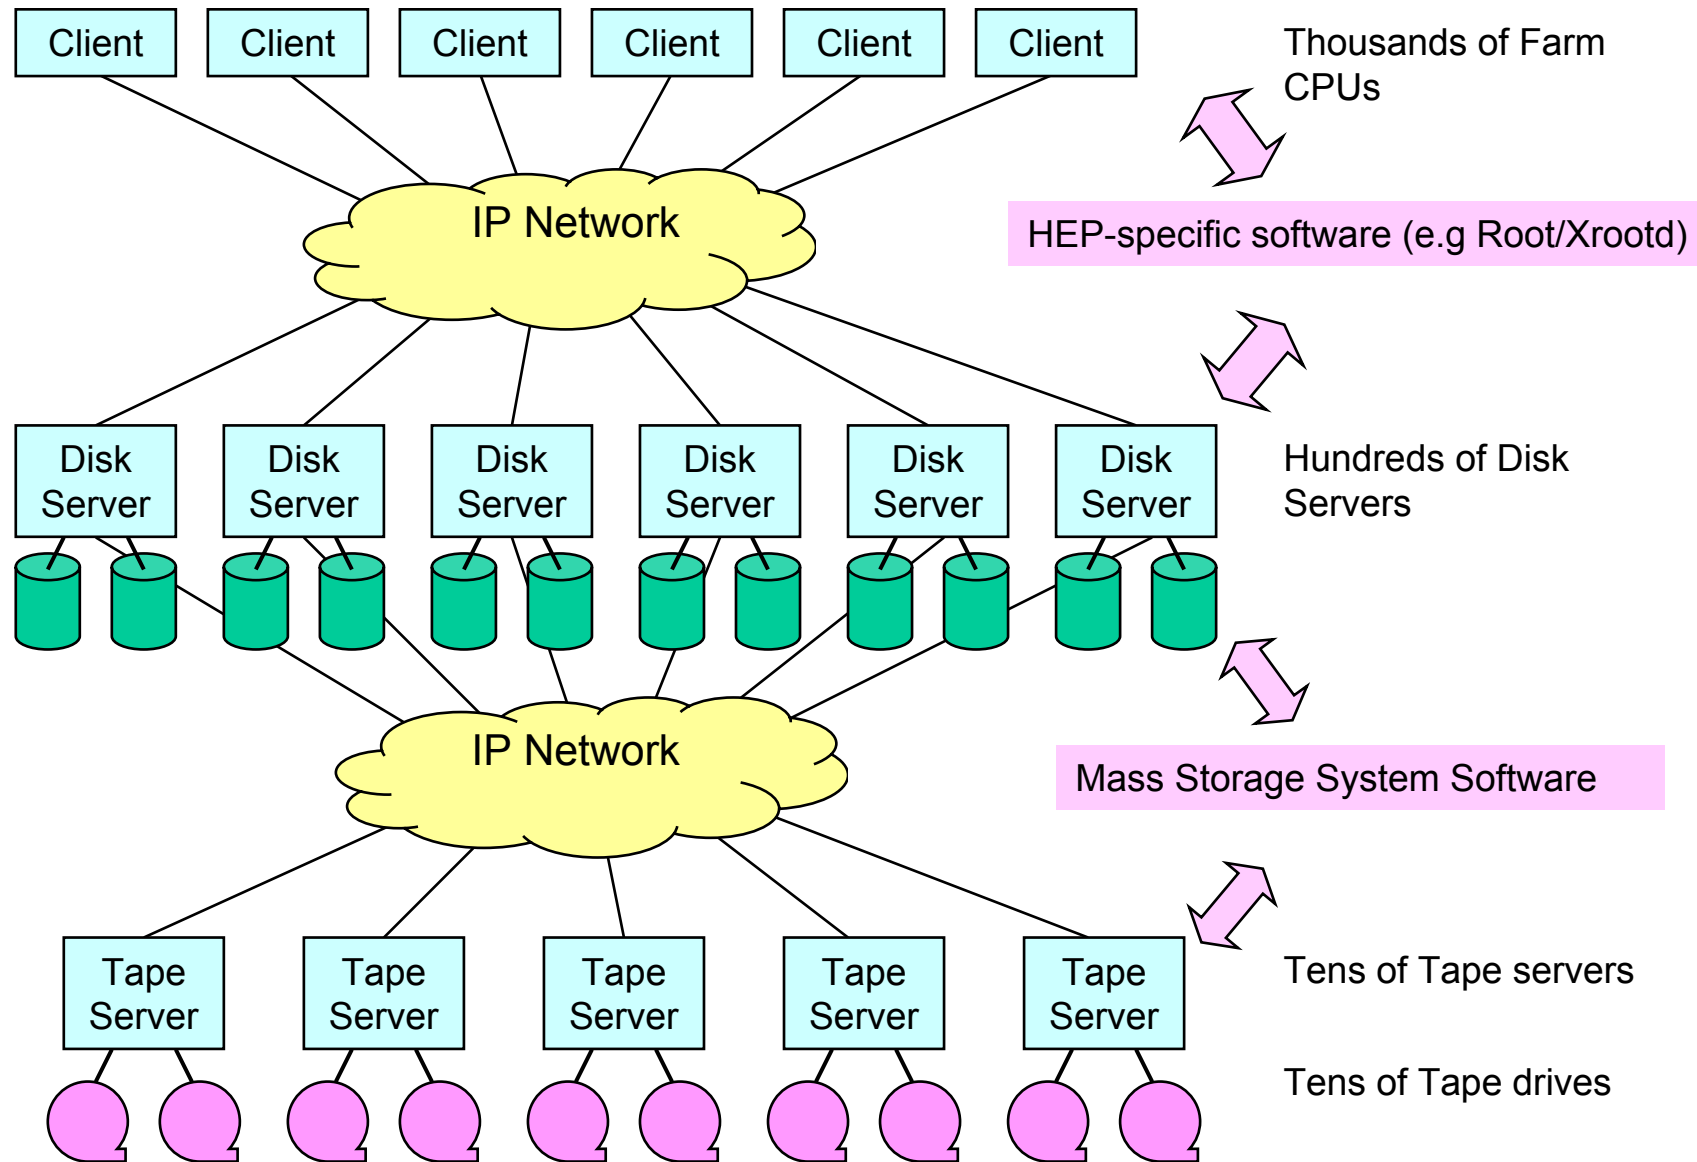 Client Client Client Client Client Client
Thousands of Farm
CPUs
IP Network
HEP-specific software (e.g Root/Xrootd)
Disk Disk Disk Disk Disk Disk
Server Server Server Server Server Server
Hundreds of Disk
Servers
IP Network
Mass Storage System Software
Tape Tape Tape Tape Tape
Server Server Server Server Server
Tens of Tape servers
Tens of Tape drives